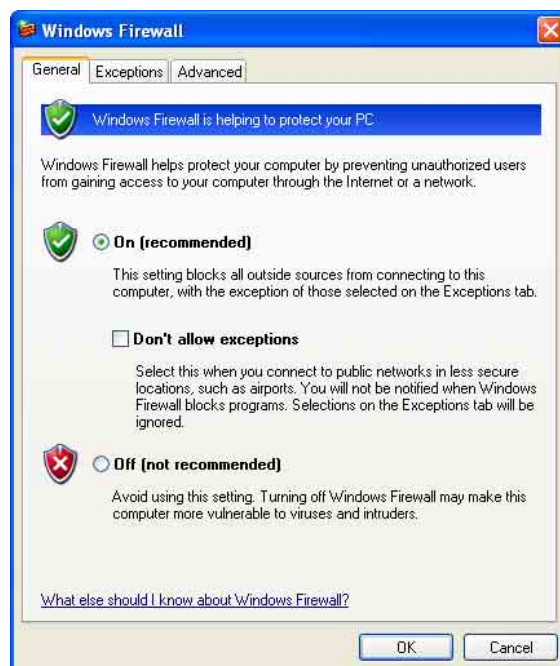 Windows Firewall
General Exceptions Advanced
Windows Firewall is helping to protect your PC
Windows Firewall helps protect your computer by preventing unauthorized users
from gaining access to your computer through the Internet or a network.
On (recommended)
This setting blocks all outside sources from connecting to this
computer, with the exception of those selected on the Exceptions tab.
Don't allow exceptions
Select this when you connect to public networks in less secure
locations, such as airports. You will not be notified when Windows
Firewall blocks programs. Selections on the Exceptions tab will be
ignored.
Off (not recommended)
Avoid using this setting. Turning off Windows Firewall may make this
computer more vulnerable to viruses and intruders.
What else should I know about Windows Firewall?
OK Cancel